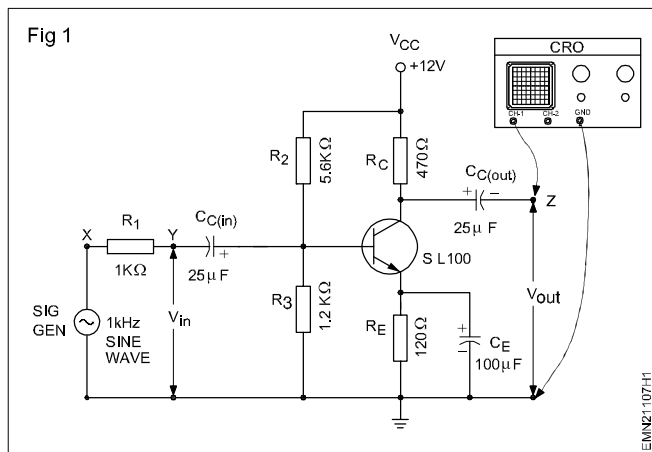 Fig 1
VCC
+12V
CRO
CH-1
CH-2
GND
R2
5.6KΩ
RC
470Ω
CC(out)
+ −
25µF
Z
X
R1
1KΩ
Y
CC(in)
+
25µF
S L100
SIG
GEN
1kHz
SINE
WAVE
Vin
R3
1.2 KΩ
RE
120Ω
+
−
CE
100µF
Vout
EMN21107H1